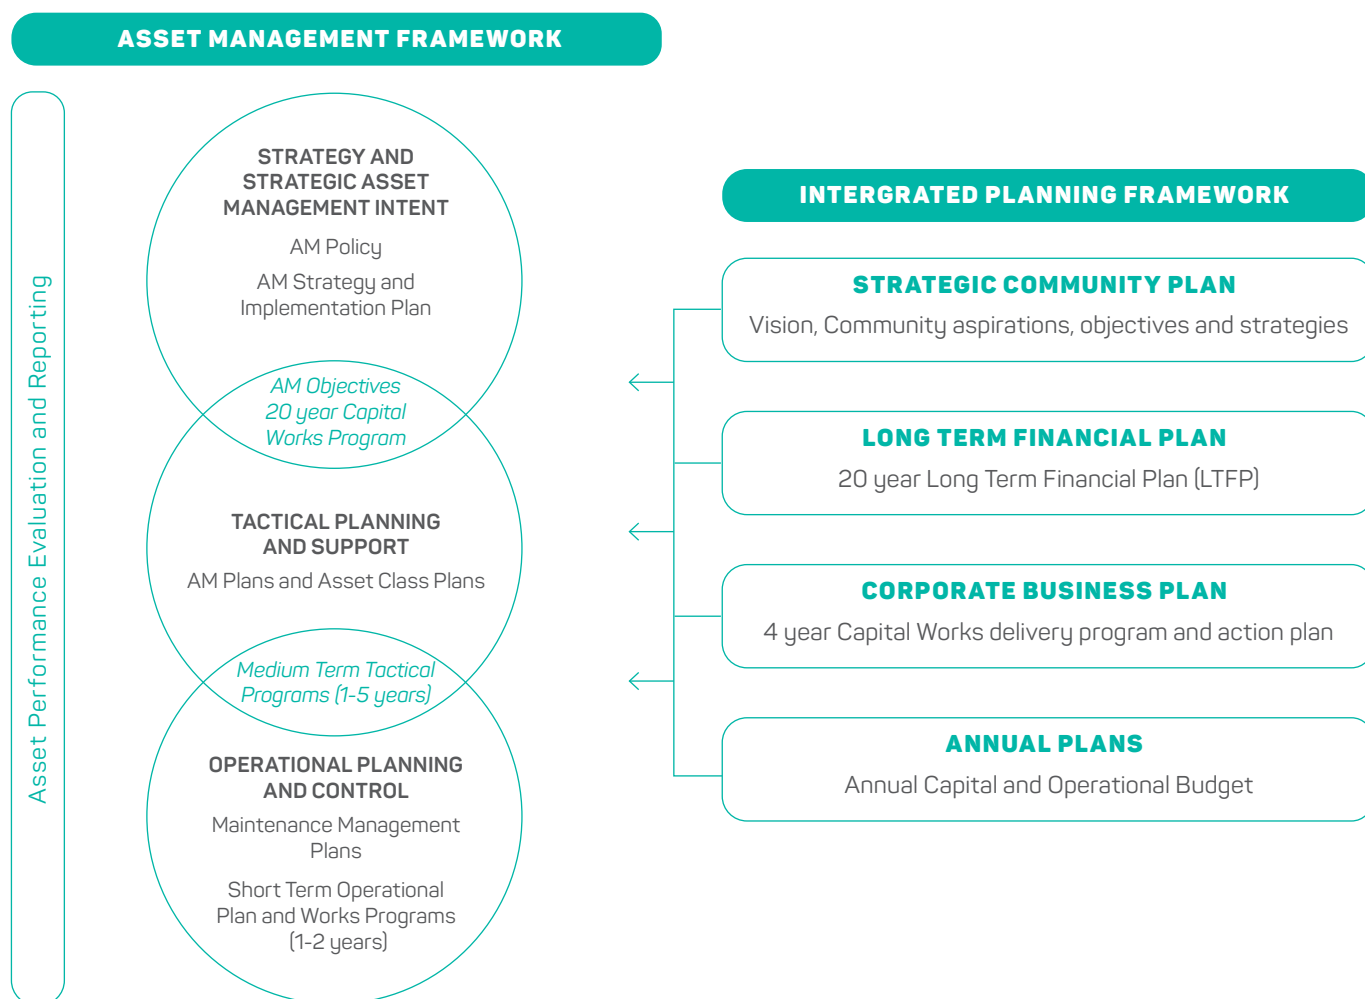 ASSET MANAGEMENT FRAMEWORK
Asset Performance Evaluation and Reporting
STRATEGY AND
STRATEGIC ASSET
MANAGEMENT INTENT
AM Policy
AM Strategy and
Implementation Plan
AM Objectives
20 year Capital
Works Program
TACTICAL PLANNING
AND SUPPORT
AM Plans and Asset Class Plans
Medium Term Tactical
Programs (1-5 years)
OPERATIONAL PLANNING
AND CONTROL
Maintenance Management
Plans
Short Term Operational
Plan and Works Programs
(1-2 years)
INTERGRATED PLANNING FRAMEWORK
STRATEGIC COMMUNITY PLAN
Vision, Community aspirations, objectives and strategies
LONG TERM FINANCIAL PLAN
20 year Long Term Financial Plan (LTFP)
CORPORATE BUSINESS PLAN
4 year Capital Works delivery program and action plan
ANNUAL PLANS
Annual Capital and Operational Budget